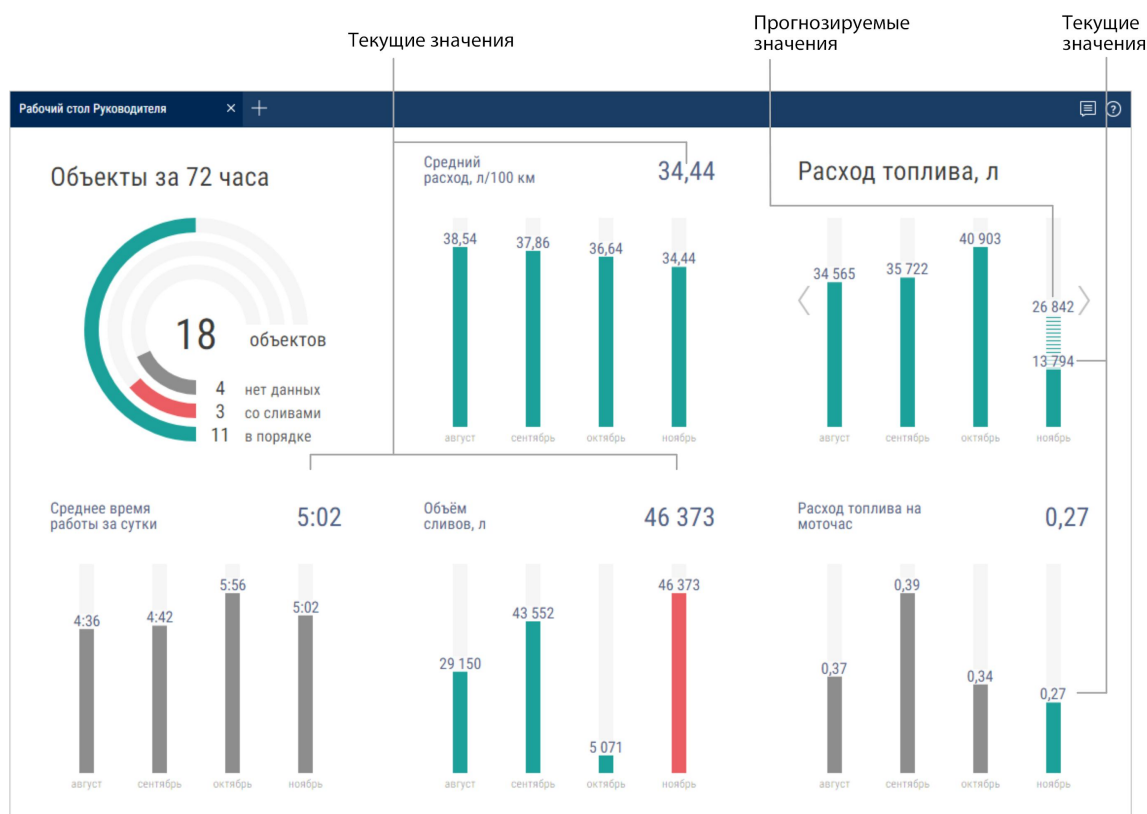 Текущие значения
Прогнозируемые
значения
Текущие
значения
Рабочий стол Руководителя × +
?
Объекты за 72 часа
18 объектов
4 нет данных
3 со сливами
11 в порядке
Средний
расход, л/100 км
34,44
38,54 37,86 36,64 34,44
август сентябрь октябрь ноябрь
Расход топлива, л
34 565 35 722 40 903 26 842
13 794
август сентябрь октябрь ноябрь
Среднее время
работы за сутки
5:02
4:36 4:42 5:56 5:02
август сентябрь октябрь ноябрь
Объём
сливов, л
46 373
29 150 43 552 5 071 46 373
август сентябрь октябрь ноябрь
Расход топлива на
моточас
0,27
0,37 0,39 0,34 0,27
август сентябрь октябрь ноябрь